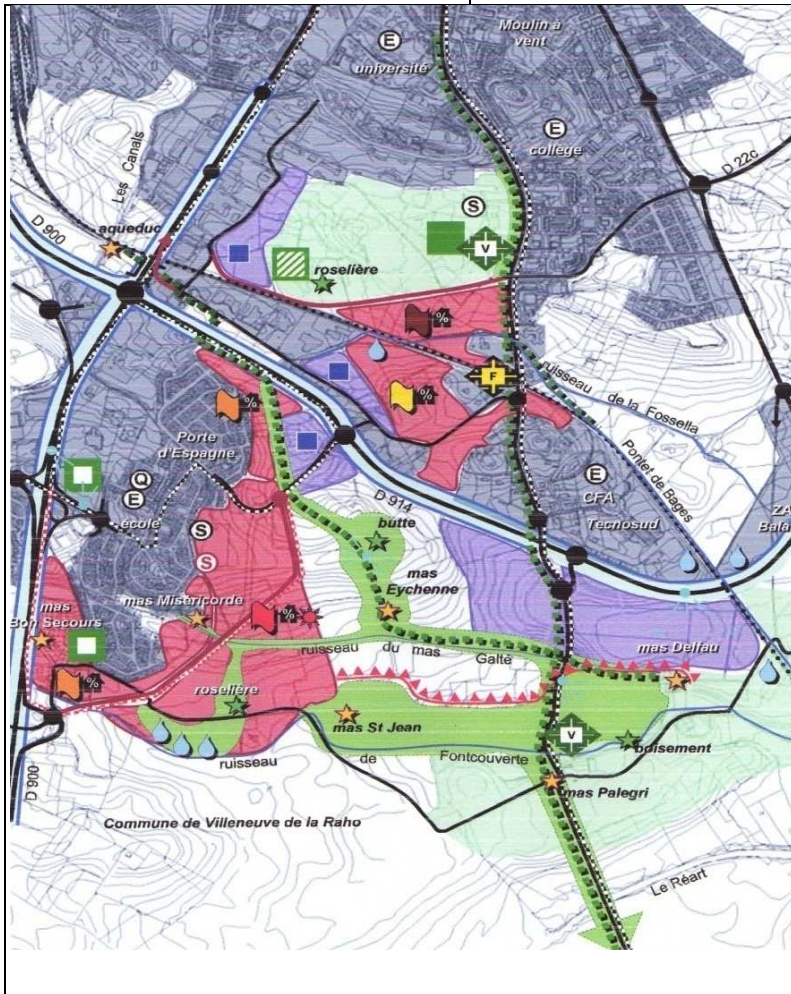 Moulin à
vent
E
université
E
collège
Les Canals
D 22c
D 900
aqueduc
S
V
roselière
%
F
%
%
ruisseau de la Fossella
Porte
d'Espagne
Pontet de Bages
E
CFA
Tecnosud
Q
E
école
D 914
S
butte
S
mas
Eychenne
mas
Bon Secours
mas Miséricorde
%
mas Delfau
ruisseau du mas Galté
%
roselière
mas St Jean
V
boisement
ruisseau de Fontcouverte
D 900
mas Palegri
Commune de Villeneuve de la Raho
Le Réart